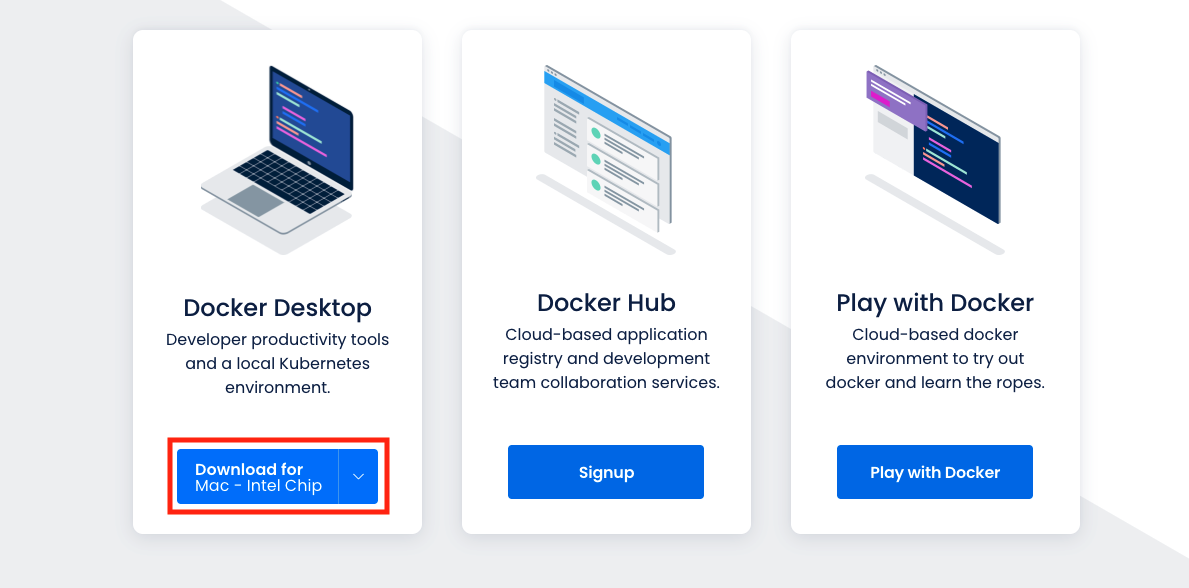 Docker Desktop
Developer productivity tools
and a local Kubernetes
environment.
Download for
Mac - Intel Chip
Docker Hub
Cloud-based application
registry and development
team collaboration services.
Signup
Play with Docker
Cloud-based docker
environment to try out
docker and learn the ropes.
Play with Docker